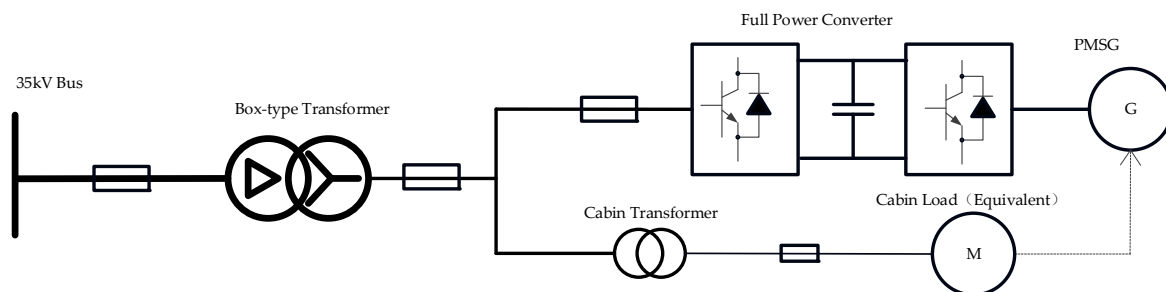 Full Power Converter
PMSG
35kV Bus
Box-type Transformer
G
Cabin Transformer
Cabin Load（Equivalent）
M